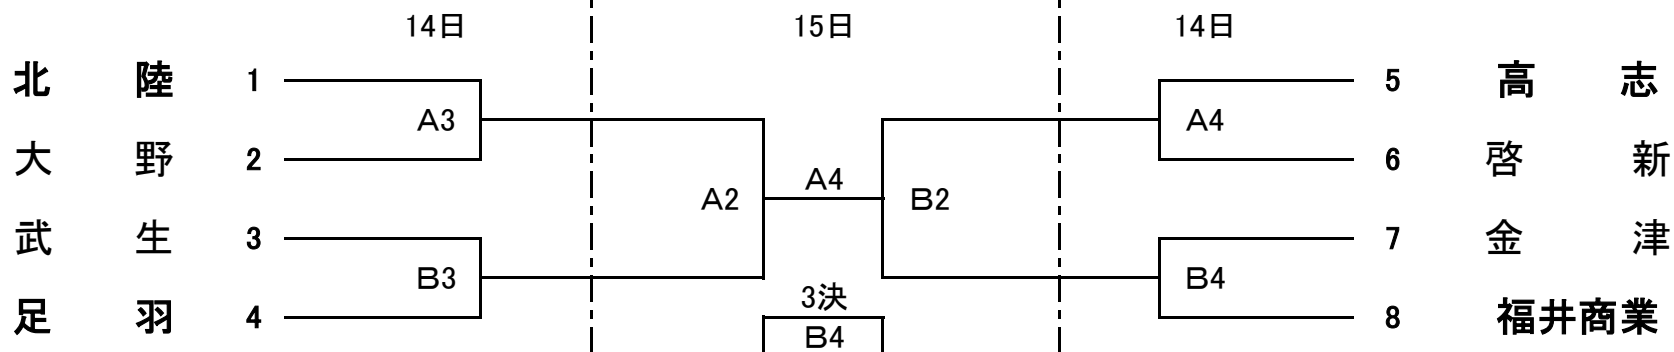 14日 15日 14日
北陸 1 5 高志
A3 A4
大野 2 6 啓新
A4
A2 B2
武生 3 7 金津
B3 B4
3決
足羽 4 8 福井商業
B4